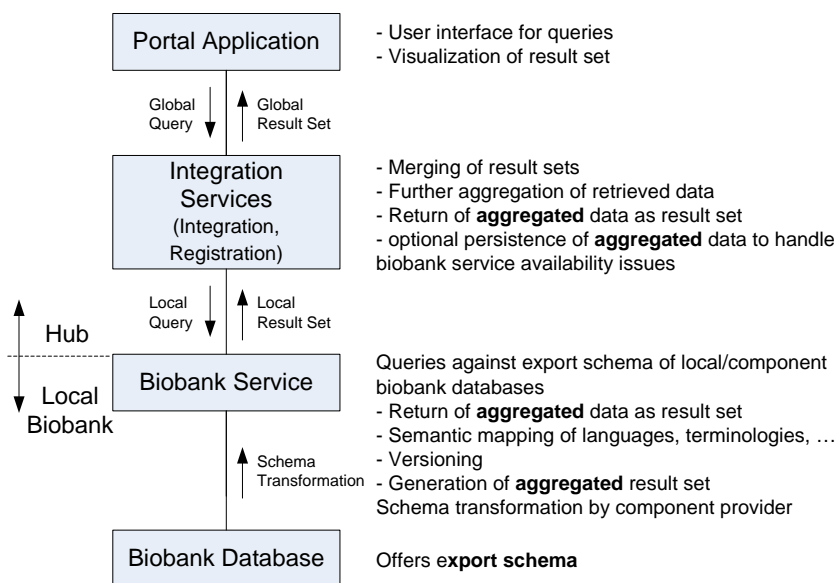 Portal Application
- User interface for queries
- Visualization of result set
Global
Query
Global
Result Set
Integration
Services
(Integration,
Registration)
- Merging of result sets
- Further aggregation of retrieved data
- Return of aggregated data as result set
- optional persistence of aggregated data to handle
biobank service availability issues
Local
Query
Local
Result Set
Hub
Local
Biobank
Biobank Service
Queries against export schema of local/component
biobank databases
- Return of aggregated data as result set
- Semantic mapping of languages, terminologies, …
- Versioning
- Generation of aggregated result set
Schema transformation by component provider
Schema
Transformation
Biobank Database
Offers export schema